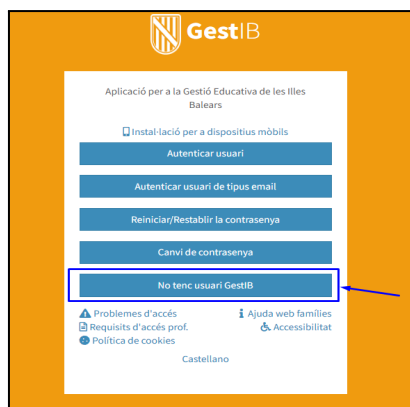 GestIB
Aplicació per a la Gestió Educativa de les Illes
Balears
Instal·lació per a dispositius mòbils
Autenticar usuari
Autenticar usuari de tipus email
Reiniciar/Restablir la contrasenya
Canvi de contrasenya
No tenc usuari GestIB
Problemes d'accés
Ajuda web famílies
Requisits d'accés prof.
Accessibilitat
Política de cookies
Castellano